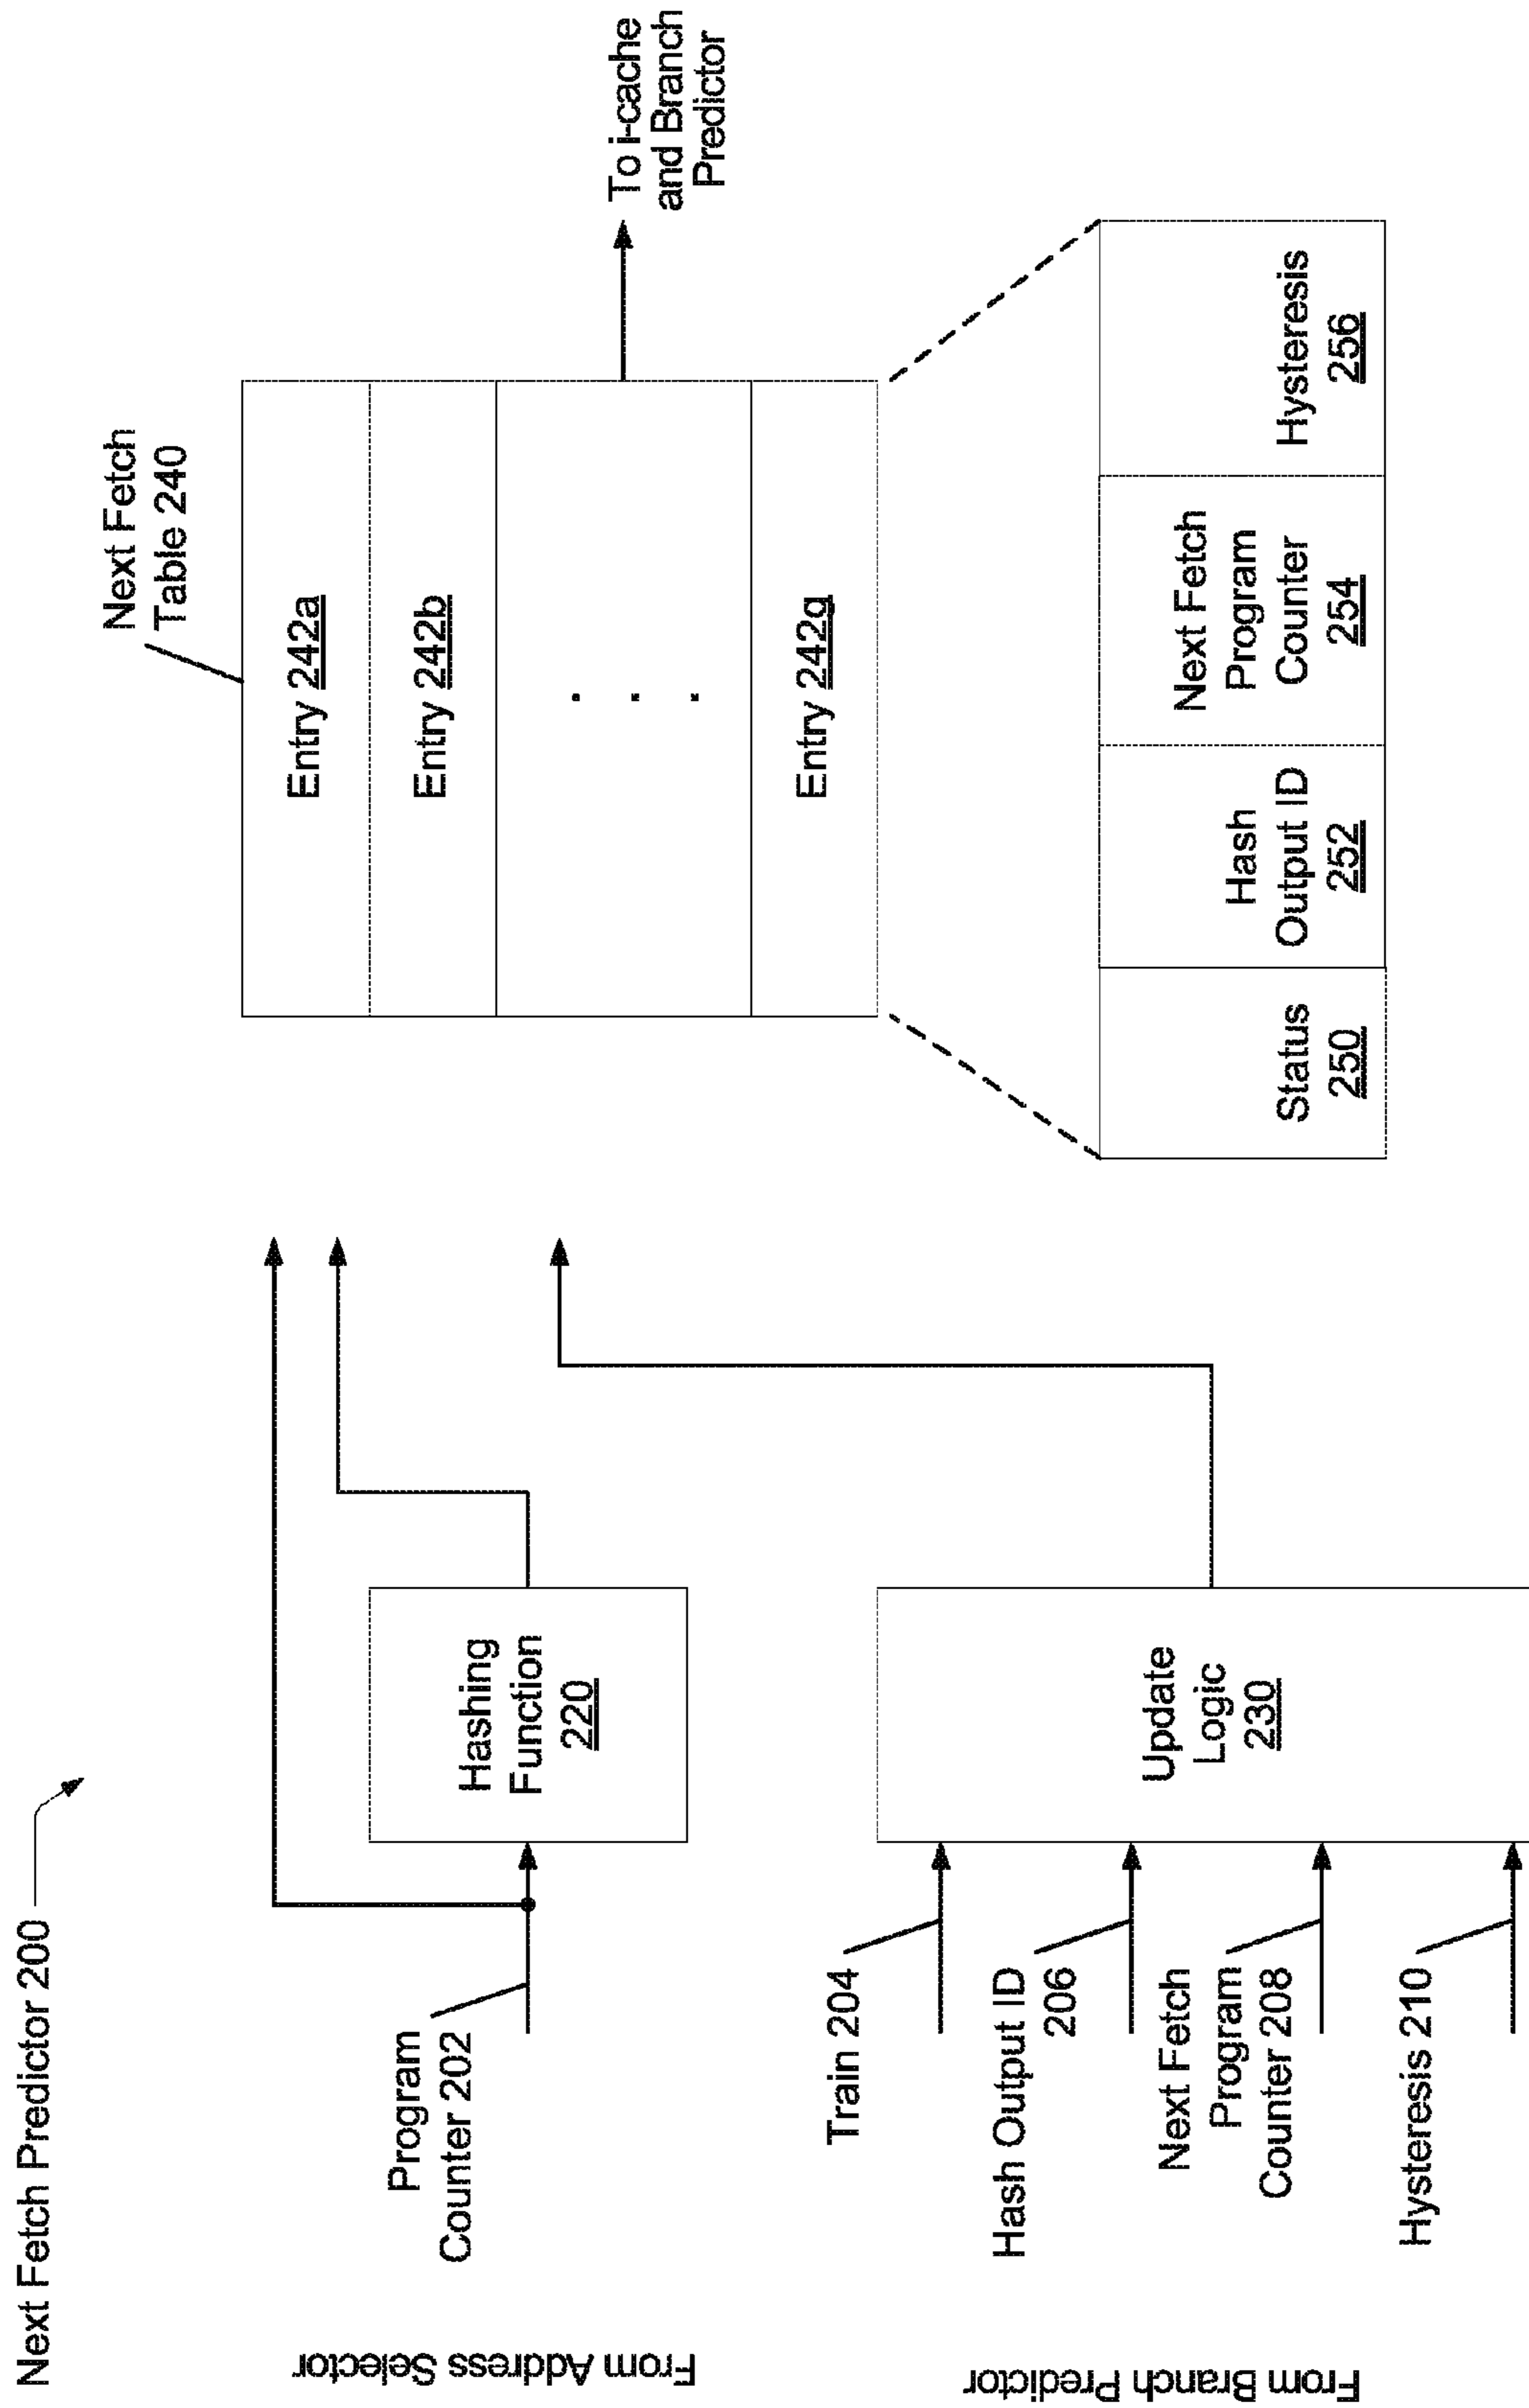 Next Fetch Predictor 200
From Address Selector
Program
Counter 202
Hashing
Function
220
From Branch Predictor
Train 204
Hash Output ID
206
Next Fetch
Program
Counter 208
Hysteresis 210
Update
Logic
230
Next Fetch
Table 240
Entry 242a
Entry 242b
. . .
Entry 242g
To i-cache
and Branch
Predictor
Status
250
Hash
Output ID
252
Next Fetch
Program
Counter
254
Hysteresis
256